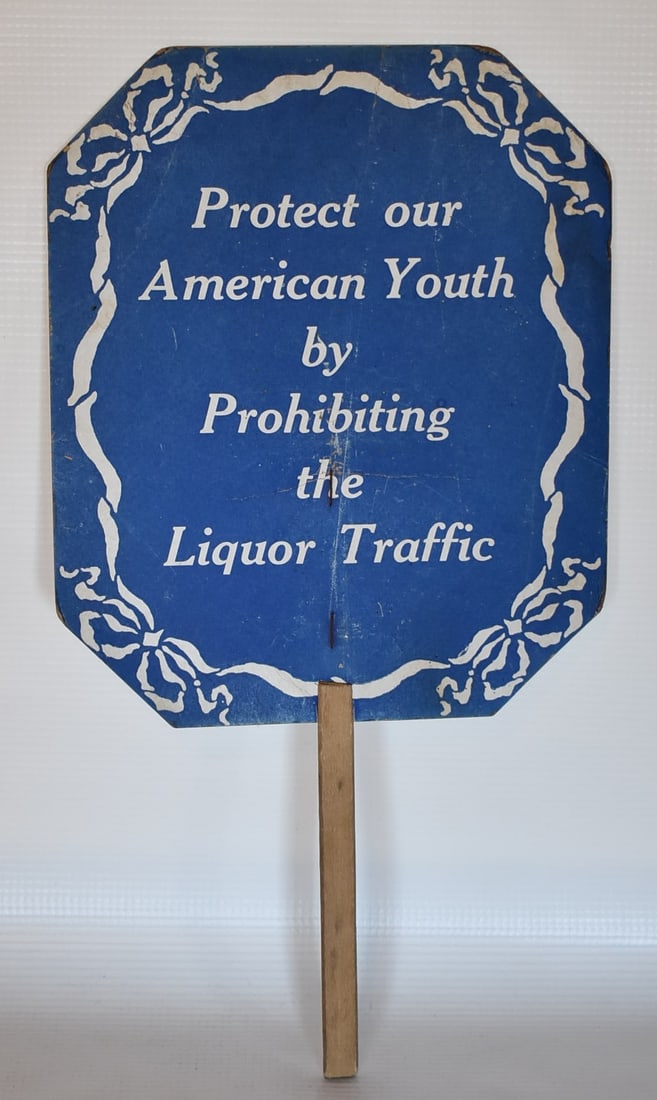 Protect our
American Youth
by
Prohibiting
the
Liquor Traffic